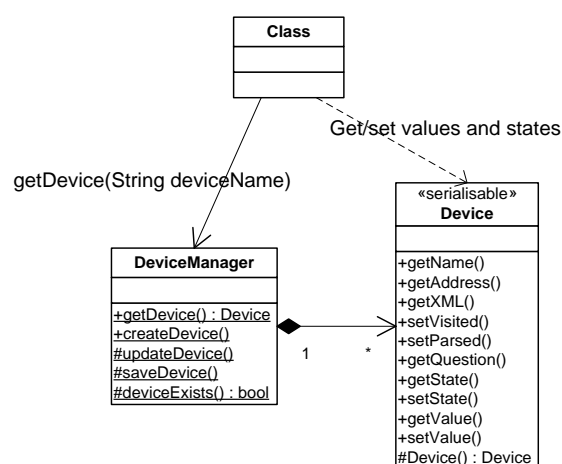 Class
Get/set values and states
getDevice(String deviceName)
«serialisable»
Device
DeviceManager
+getDevice() : Device
+createDevice()
#updateDevice()
#saveDevice()
#deviceExists() : bool
1
*
+getName()
+getAddress()
+getXML()
+setVisited()
+setParsed()
+getQuestion()
+getState()
+setState()
+getValue()
+setValue()
#Device() : Device